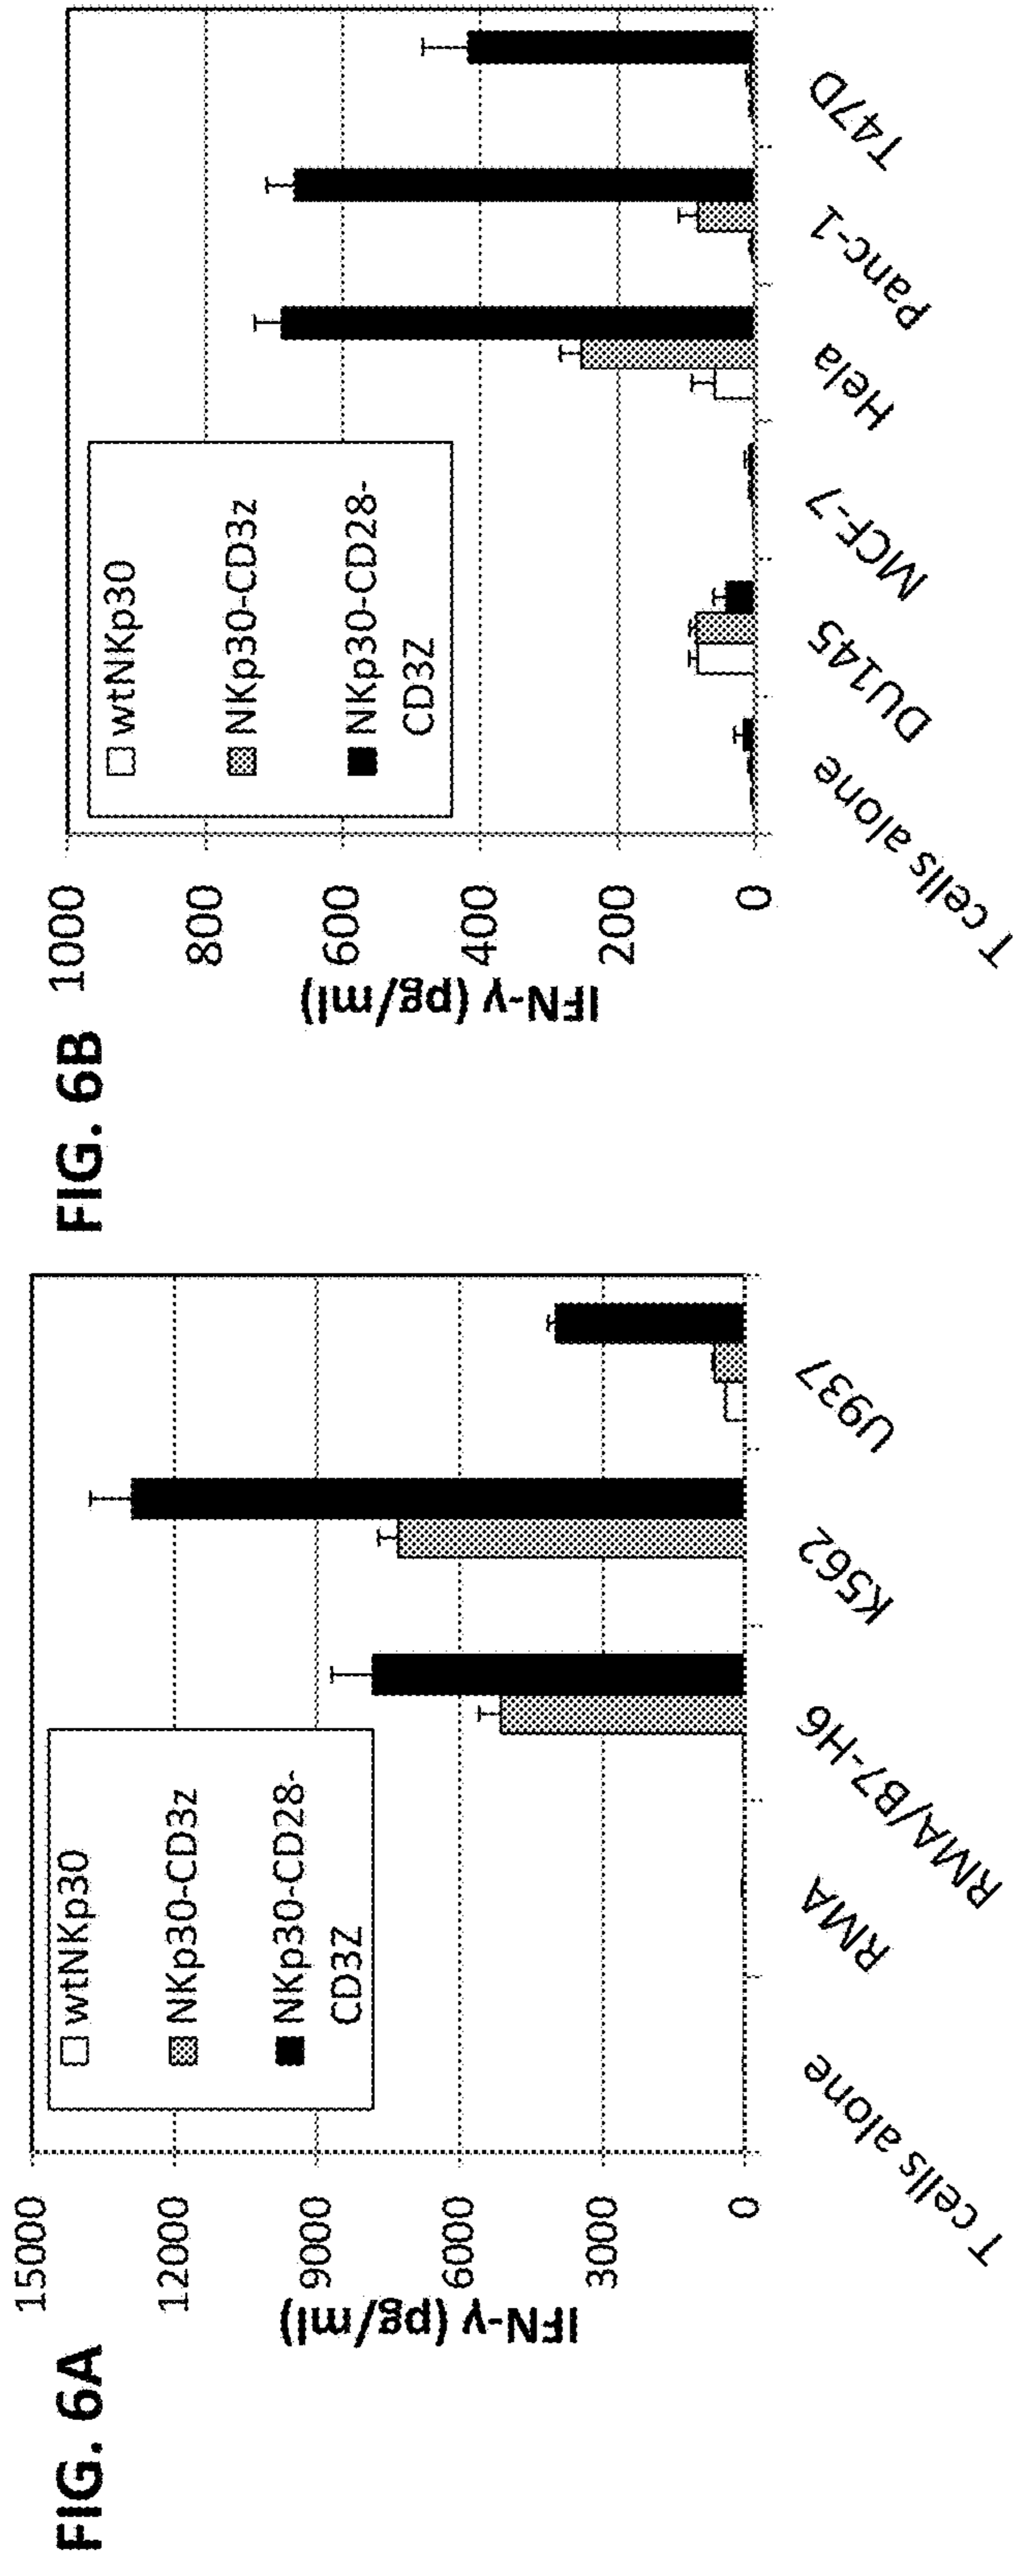 FIG. 6A
15000
12000
9000
6000
3000
0
IFN-γ (pg/ml)
wtNKp30
NKp30-CD3z
NKp30-CD28-
CD3Z
T cells alone
RMA
RMA/B7-H6
K562
U937
FIG. 6B
1000
800
600
400
200
0
IFN-γ (pg/ml)
wtNKp30
NKp30-CD3z
NKp30-CD28-
CD3Z
T cells alone
DU145
MCF-7
Hela
Panc-1
T47D